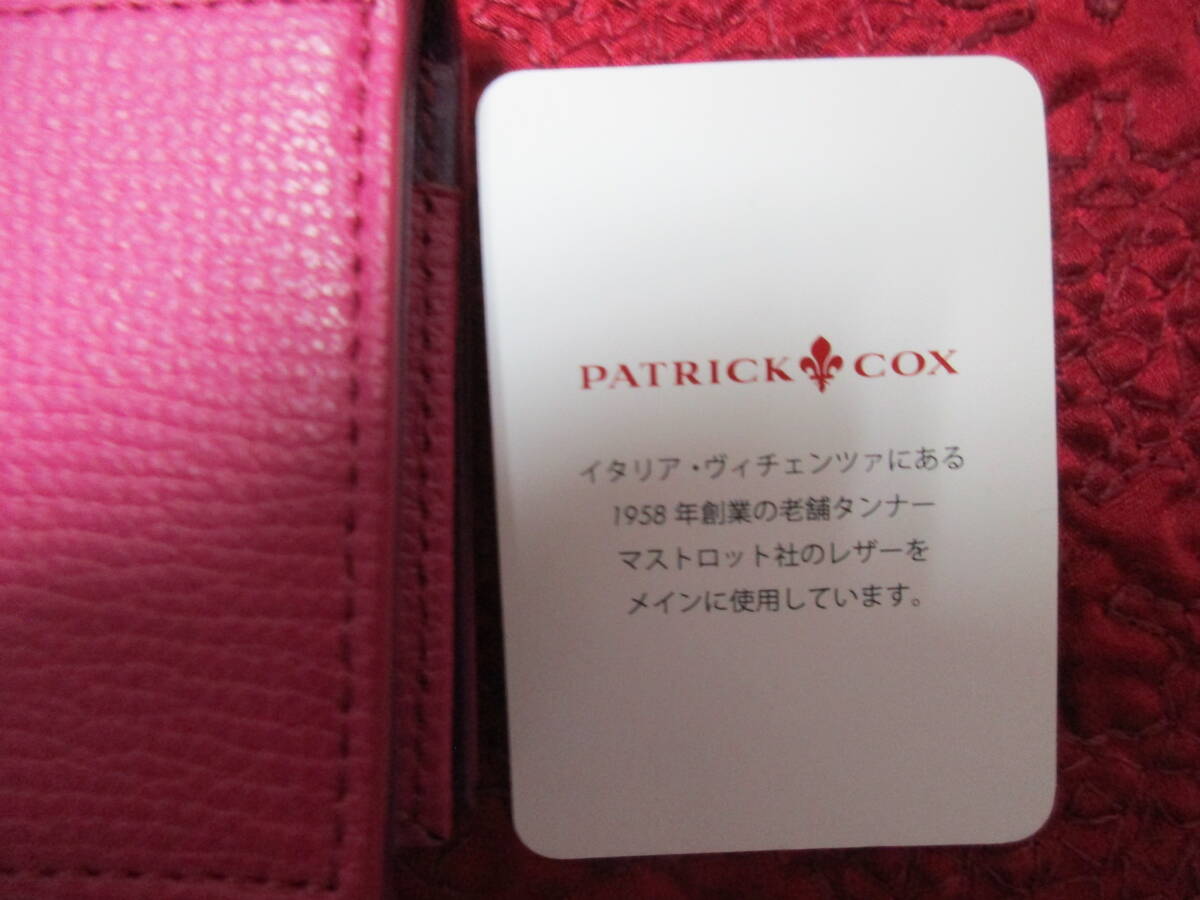 PATRICK COX
イタリア・ヴィチェンツァにある
1958 年創業の老舗タンナー
マストロット社のレザーを
メインに使用しています。